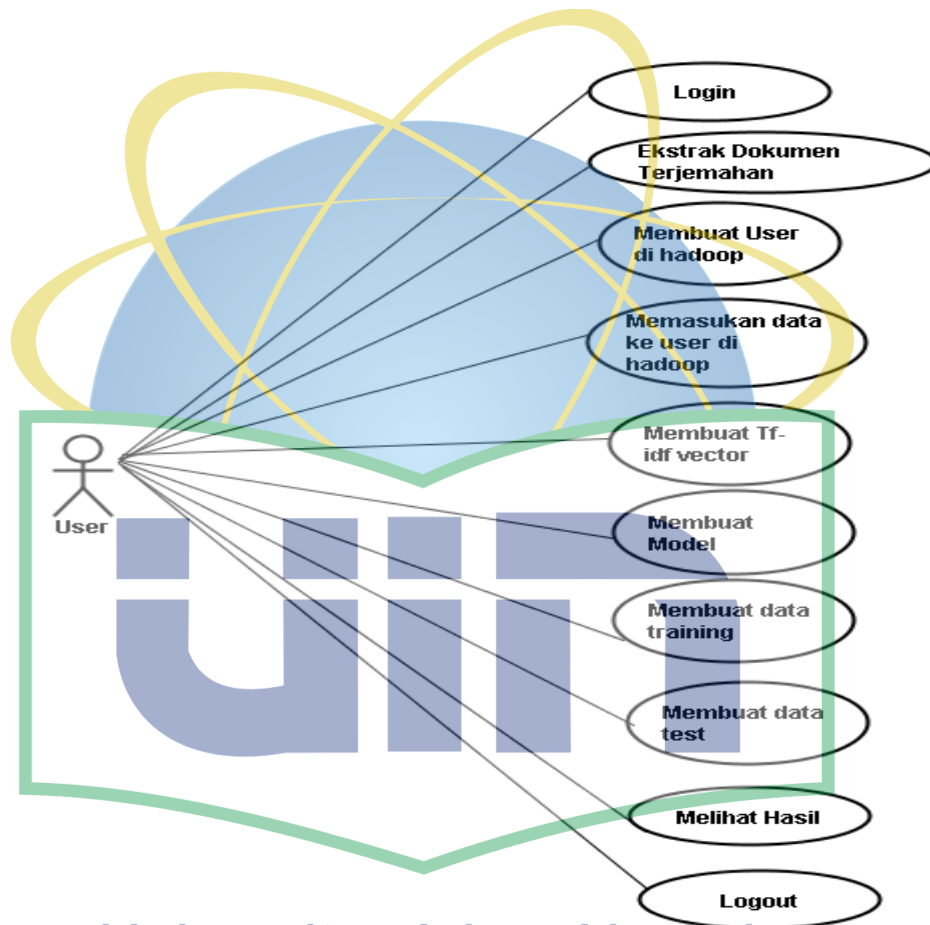 Login
Ekstrak Dokumen
Terjemahan
Membuat User
di hadoop
Memasukan data
ke user di
hadoop
Membuat Tf-
idf vector
User
Membuat
Model
Membuat data
training
Membuat data
test
Melihat Hasil
Logout
uin